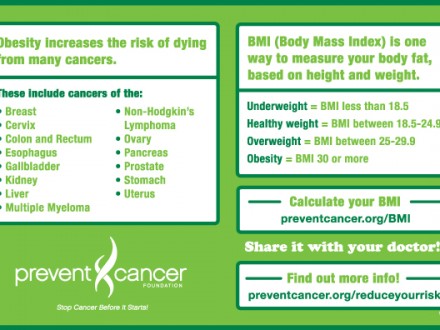 Obesity increases the risk of dying
from many cancers.
These include cancers of the:
• Breast
• Cervix
• Colon and Rectum
• Esophagus
• Gallbladder
• Kidney
• Liver
• Multiple Myeloma
• Non-Hodgkin's
Lymphoma
• Ovary
• Pancreas
• Prostate
• Stomach
• Uterus
prevent cancer
FOUNDATION
Stop Cancer Before It Starts!
BMI (Body Mass Index) is one
way to measure your body fat,
based on height and weight.
Underweight = BMI less than 18.5
Healthy weight = BMI between 18.5-24.9
Overweight = BMI between 25-29.9
Obesity = BMI 30 or more
Calculate your BMI
preventcancer.org/BMI
Share it with your doctor!
Find out more info!
preventcancer.org/reduceyourrisk